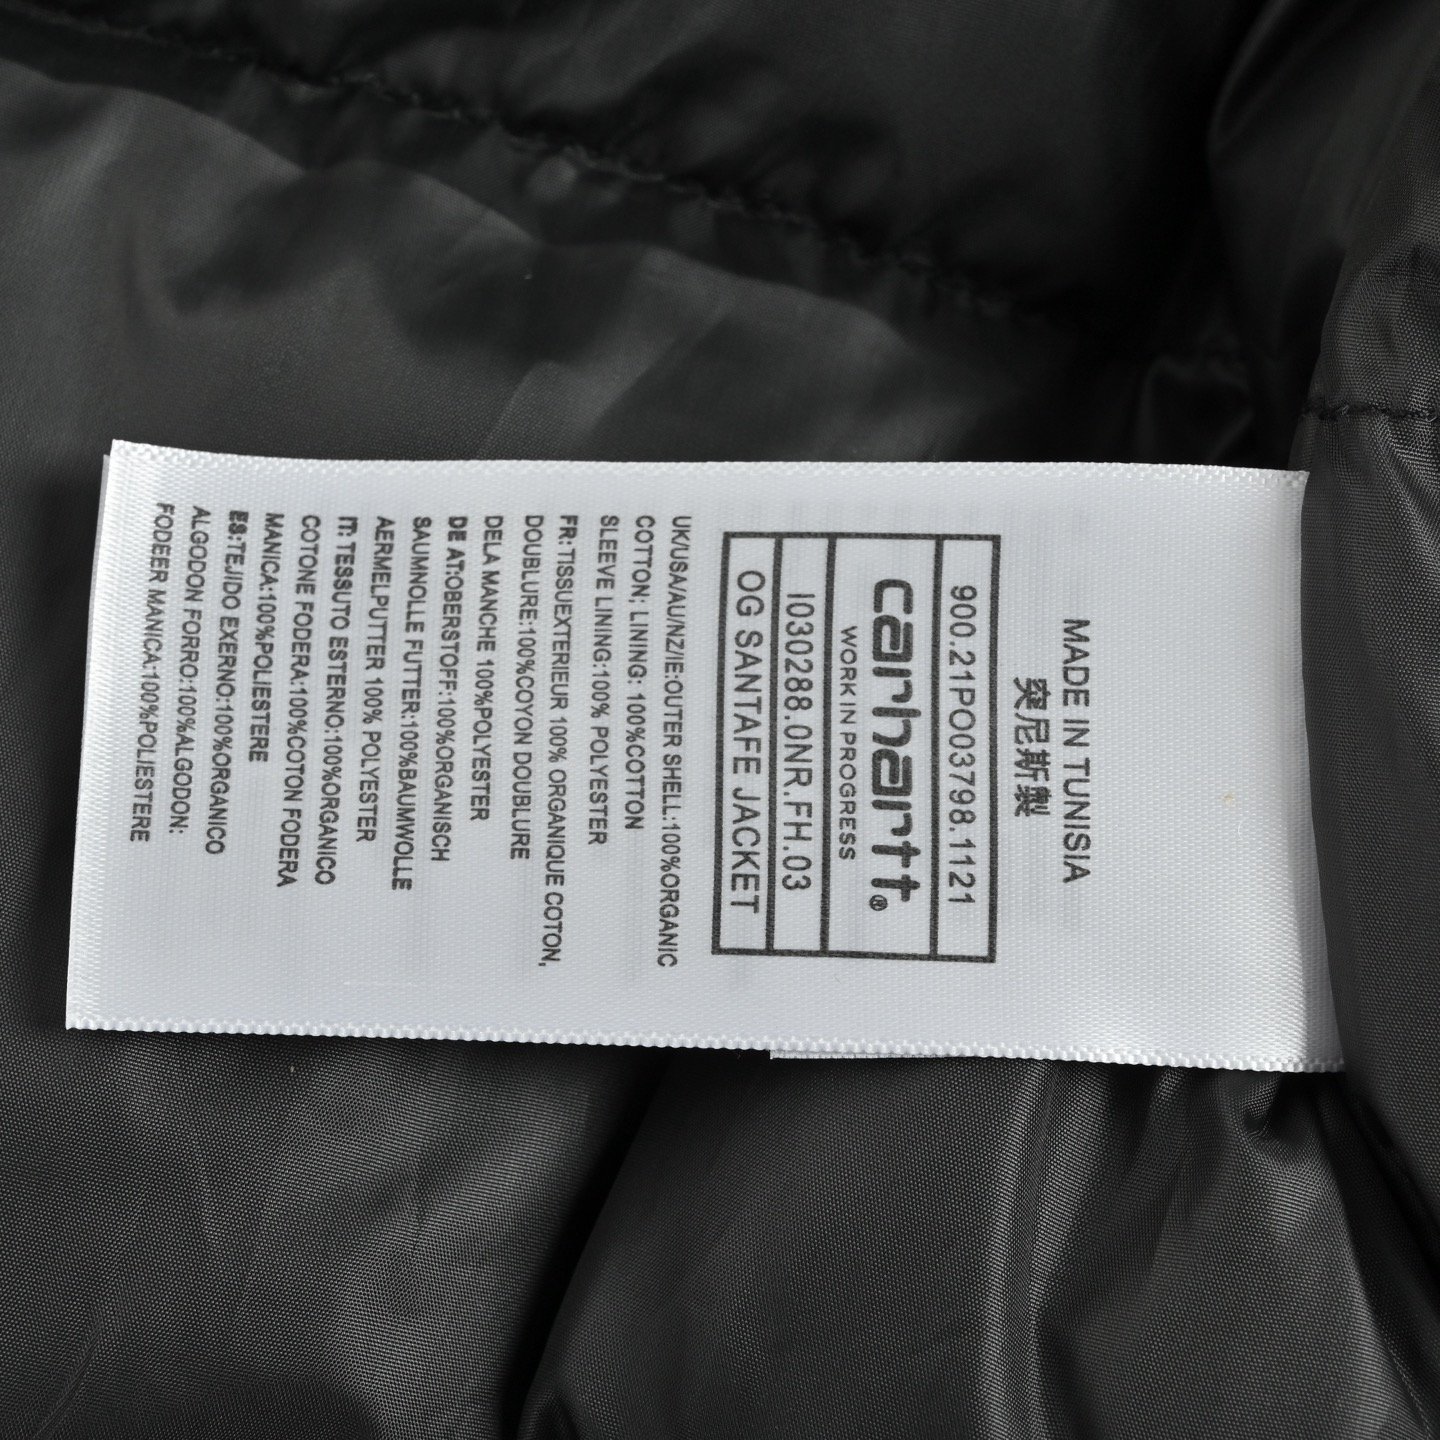 MADE IN TUNISIA
突尼斯製
900.21PO03798.1121
carhartt®
WORK IN PROGRESS
I030288.0NR.FH.03
OG SANTAFE JACKET
UK/USA/AU/NZ/IE:OUTER SHELL:100%ORGANIC
COTTON; LINING: 100%COTTON
SLEEVE LINING:100% POLYESTER
FR:TISSUEXTERIEUR 100% ORGANIQUE COTON,
DOUBLURE:100%COYON DOUBLURE
DELA MANCHE 100%POLYESTER
DE AT:OBERSTOFF:100%ORGANISCH
SAUMNOLLE FUTTER:100%BAUMWOLLE
AERMELPUTTER 100% POLYESTER
IT: TESSUTO ESTERNO:100%ORGANICO
COTONE FODERA:100%COTON FODERA
MANICA:100%POLIESTERE
ES:TEJIDO EXERNO:100%ORGANICO
ALGODON FORRO:100%ALGODON:
FODEER MANICA:100%POLIESTERE